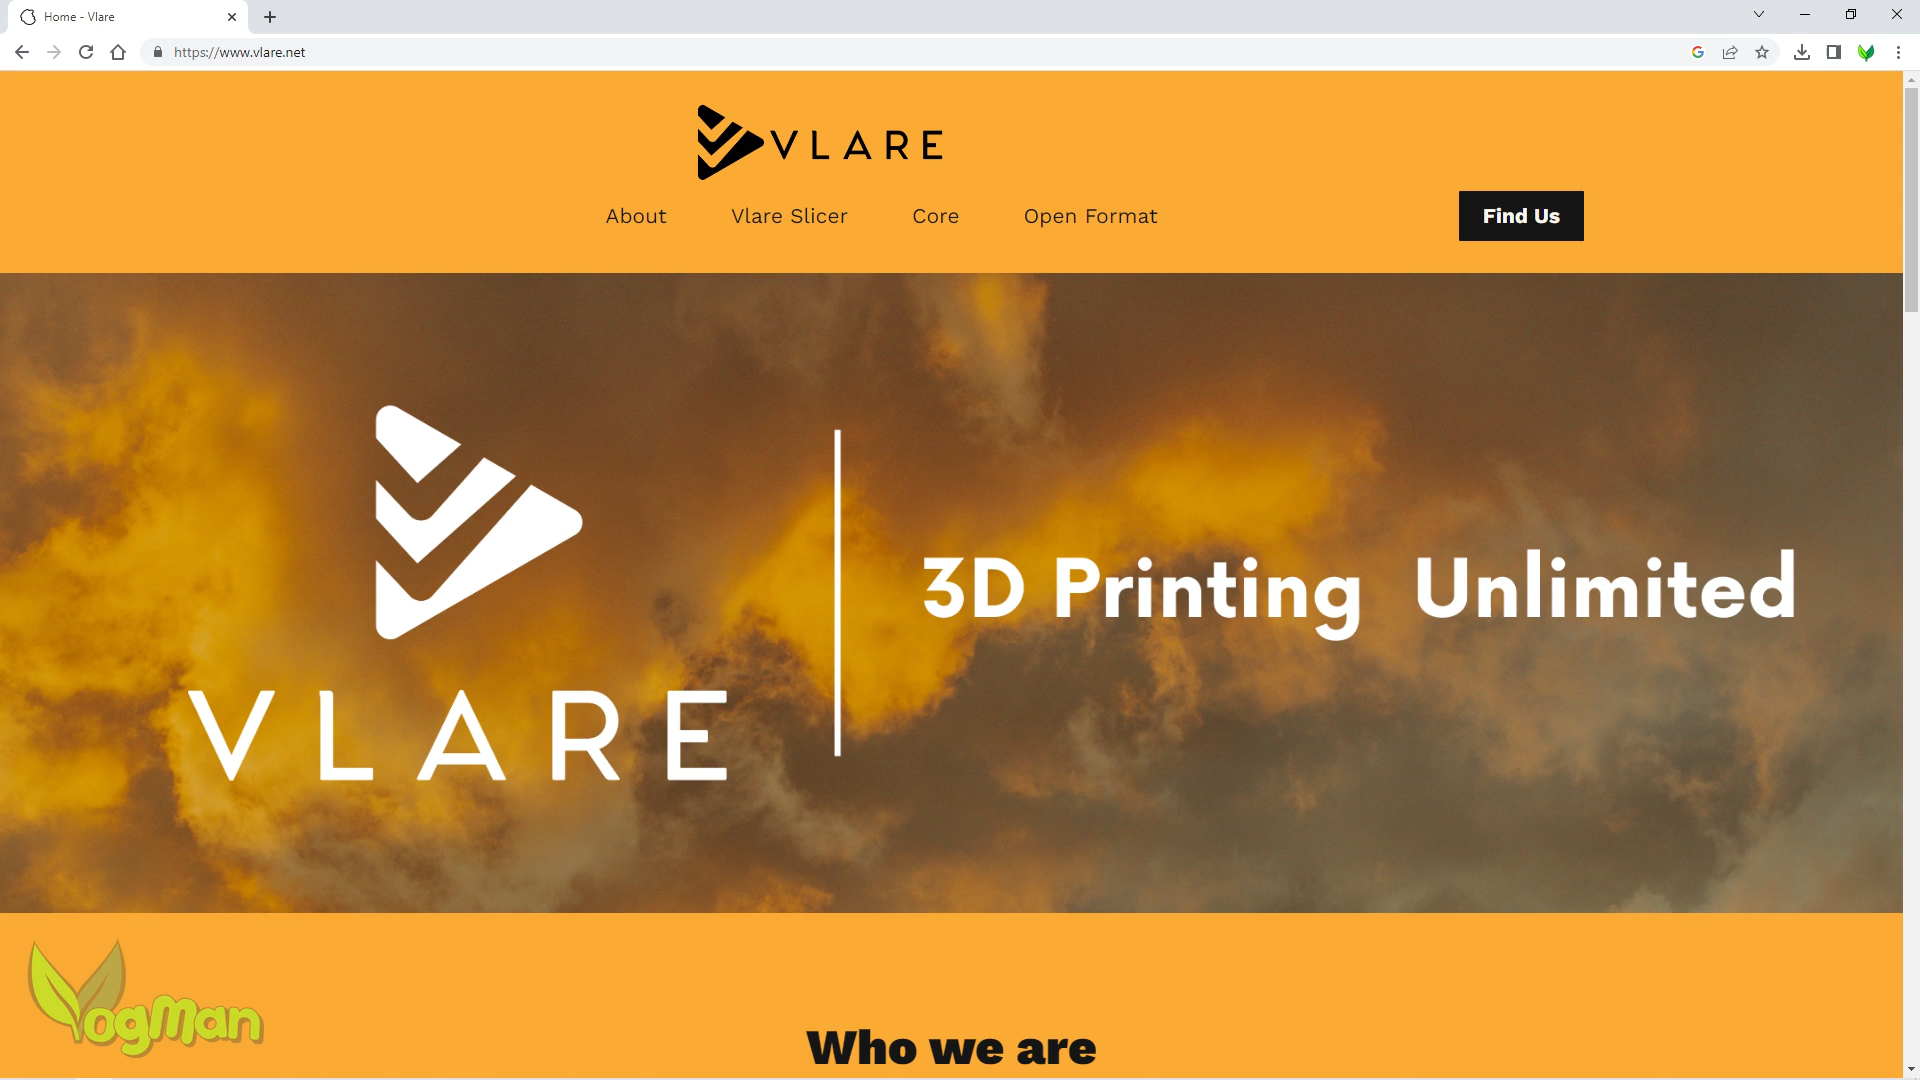 Home - Vlare
https://www.vlare.net
VLARE
About Vlare Slicer Core Open Format Find Us
3D Printing Unlimited
VLARE
YogMan
Who we are